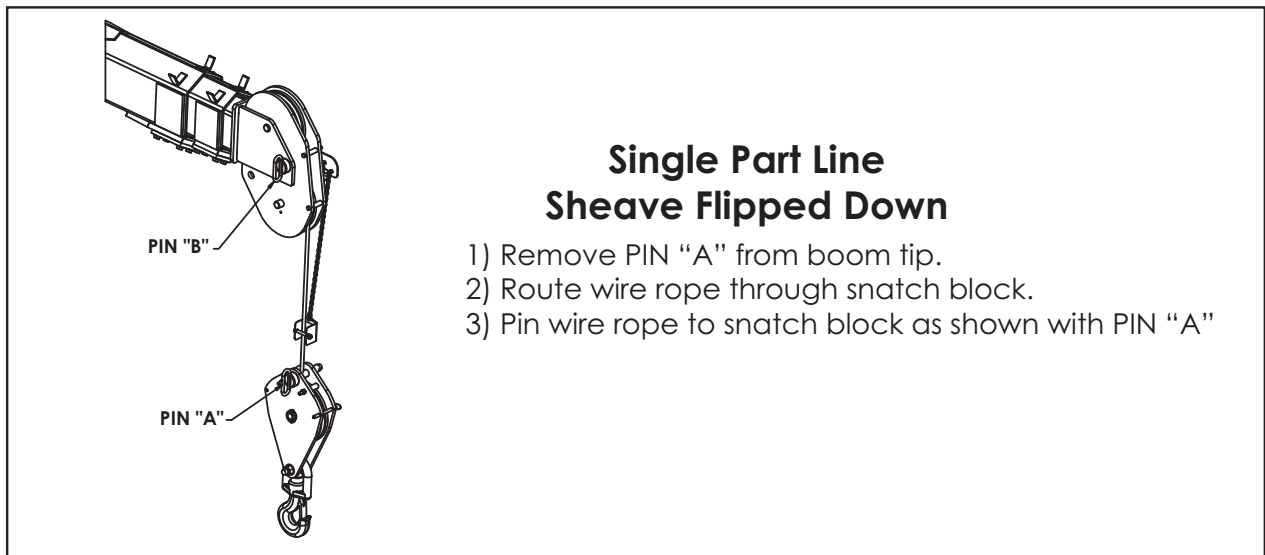 Single Part Line
Sheave Flipped Down
1) Remove PIN “A” from boom tip.
2) Route wire rope through snatch block.
3) Pin wire rope to snatch block as shown with PIN “A”
PIN "B"
PIN "A"